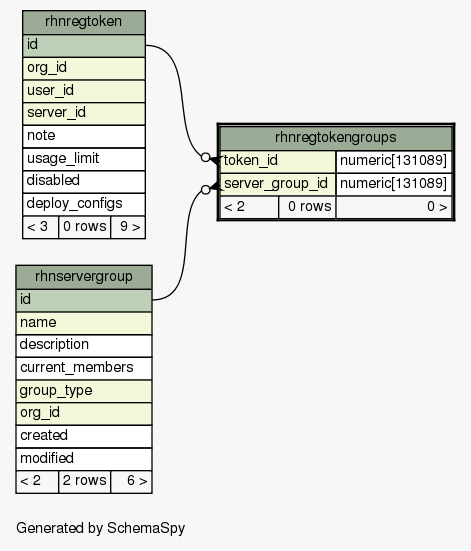 rhnregtoken
id
org_id
user_id
server_id
note
usage_limit
disabled
deploy_configs
< 3 0 rows 9 >
rhnregtokengroups
token_id numeric[131089]
server_group_id numeric[131089]
< 2 0 rows 0 >
rhnservergroup
id
name
description
current_members
group_type
org_id
created
modified
< 2 2 rows 6 >
Generated by SchemaSpy